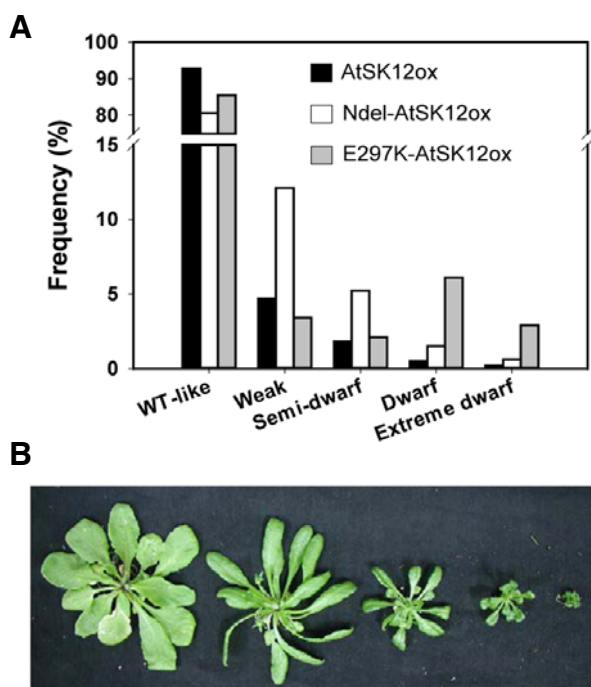 A
Frequency (%)
100
90
80
15
10
5
0
AtSK12ox
Ndel-AtSK12ox
E297K-AtSK12ox
WT-like
Weak
Semi-dwarf
Dwarf
Extreme dwarf
B